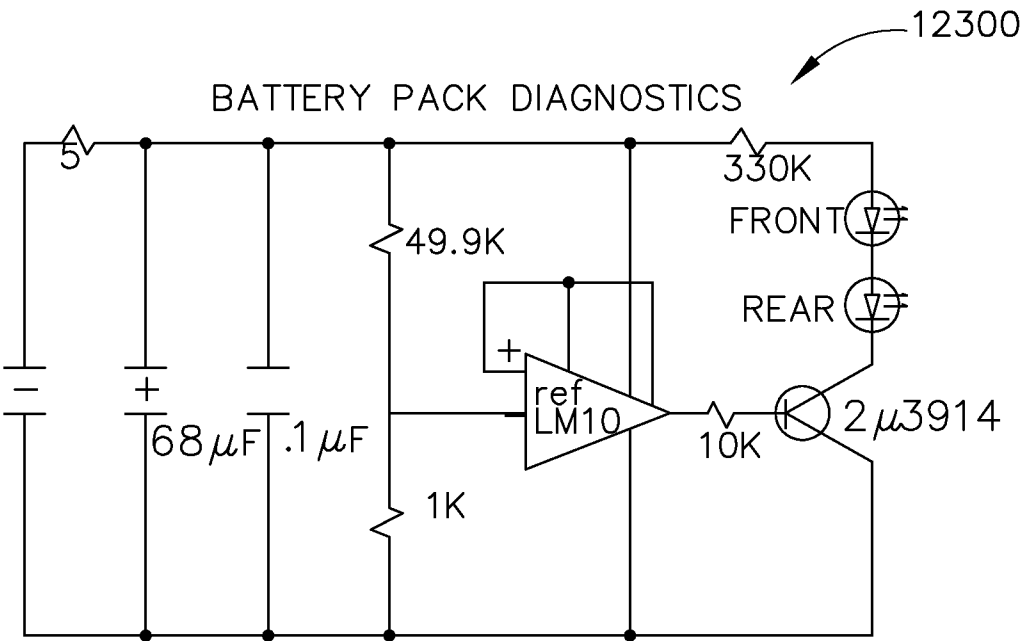 12300
BATTERY PACK DIAGNOSTICS
5
330K
FRONT
49.9K
REAR
+
ref
LM10
-
+
68μF
.1μF
10K
2μ3914
1K